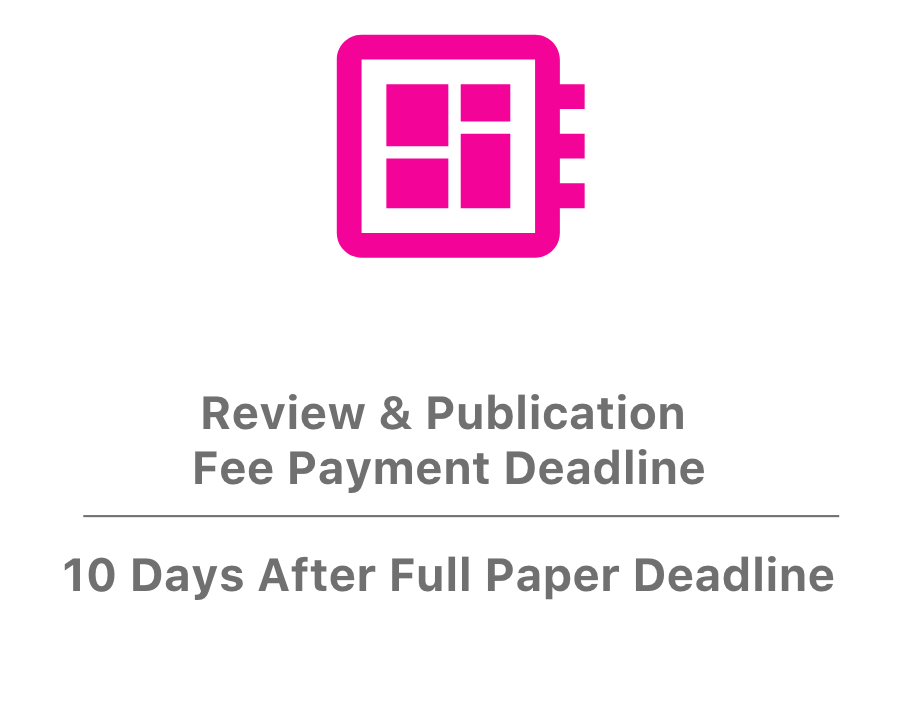 Review & Publication
Fee Payment Deadline
10 Days After Full Paper Deadline